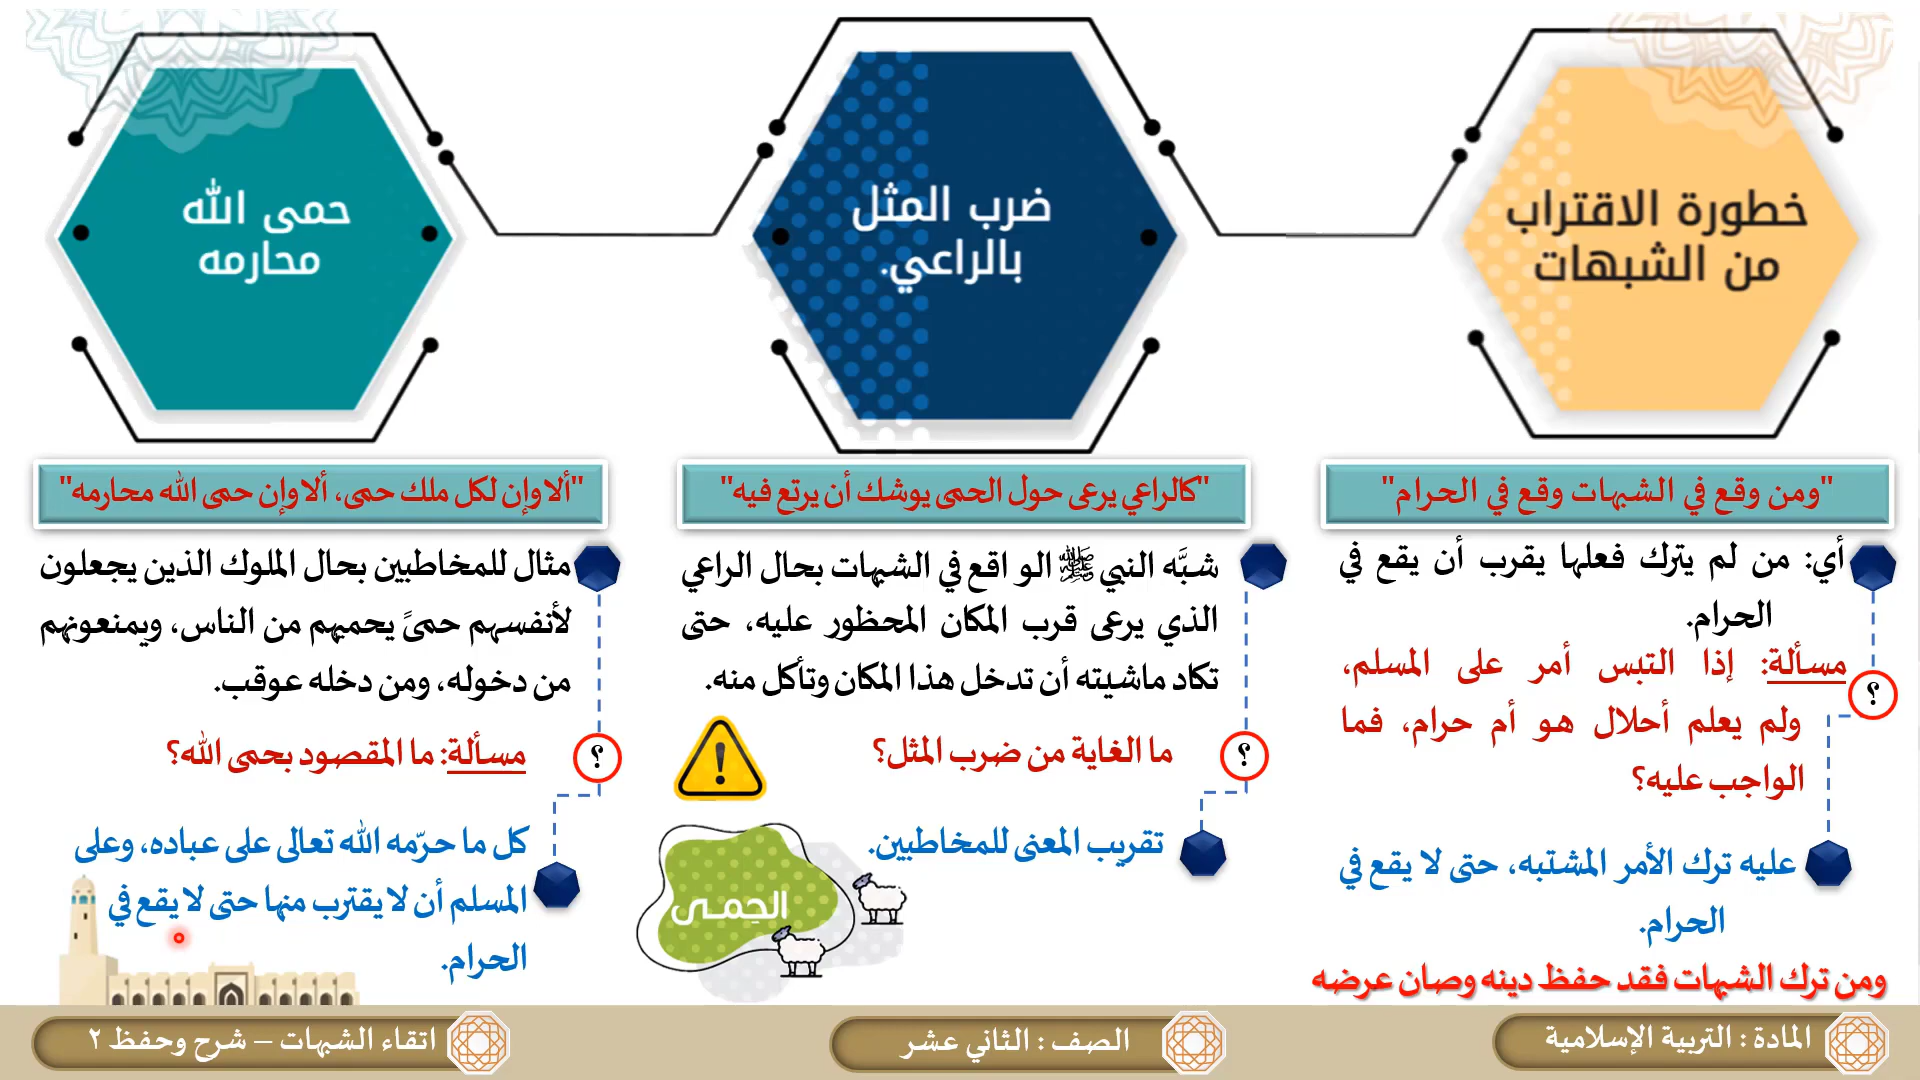 خطورة الاقتراب
من الشبهات
"ومن وقع في الشبهات وقع في الحرام"
أي: من لم يترك فعلها يقرب أن يقع في
الحرام.
؟
مسألة: إذا التبس أمر على المسلم،
ولم يعلم أحلال هو أم حرام، فما
الواجب عليه؟
عليه ترك الأمر المشتبه، حتى لا يقع في
الحرام.
ومن ترك الشبهات فقد حفظ دينه وصان عرضه
ضرب المثل
بالراعي.
"كالراعي يرعى حول الحمى يوشك أن يرتع فيه"
شبَّه النبي ﷺ الواقع في الشبهات بحال الراعي
الذي يرعى قرب المكان المحظور عليه، حتى
تكاد ماشيته أن تدخل هذا المكان وتأكل منه.
؟
ما الغاية من ضرب المثل؟
تقريب المعنى للمخاطبين.
الحِمى
حمى الله
محارمه
"ألا وإن لكل ملك حمى، ألا وإن حمى الله محارمه"
مثال للمخاطبين بحال الملوك الذين يجعلون
لأنفسهم حمىً يحميهم من الناس، ويمنعونهم
من دخوله، ومن دخله عوقب.
؟
مسألة: ما المقصود بحمى الله؟
كل ما حرّمه الله تعالى على عباده، وعلى
المسلم أن لا يقترب منها حتى لا يقع في
الحرام.
المادة : التربية الإسلامية
الصف : الثاني عشر
اتقاء الشبهات – شرح وحفظ ٢